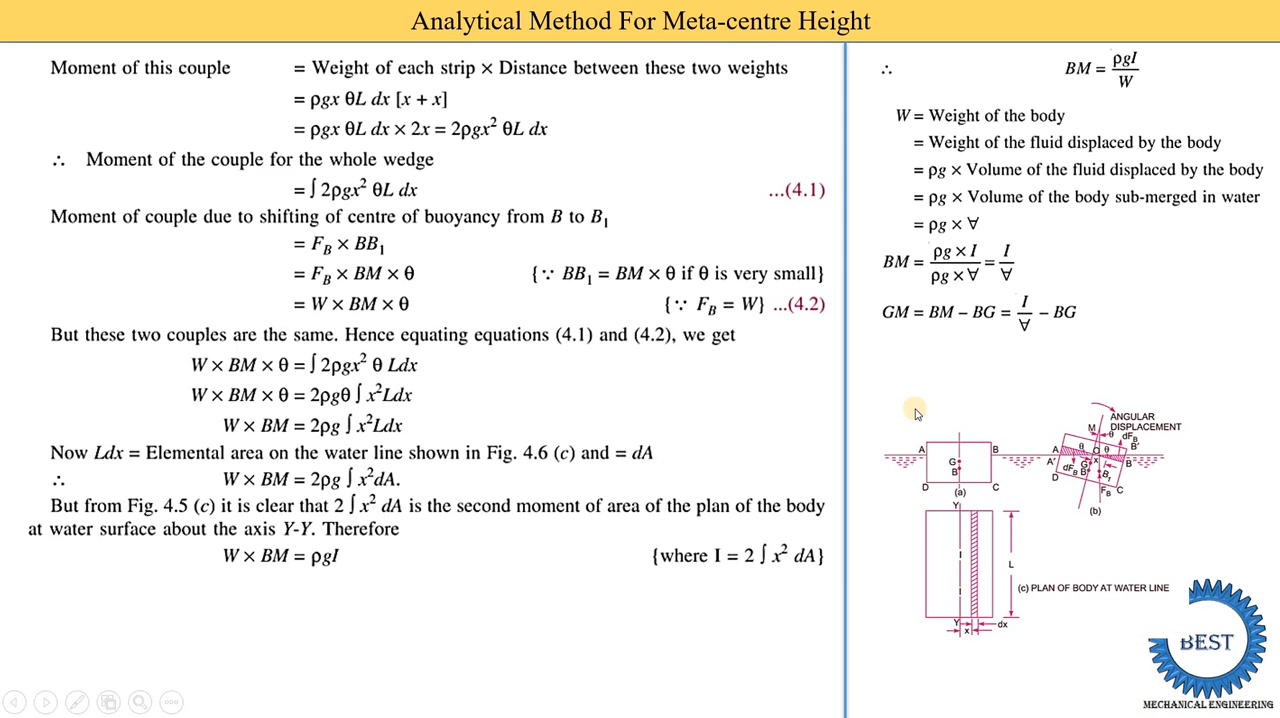 Analytical Method For Meta-centre Height
Moment of this couple = Weight of each strip × Distance between these two weights
= ρgx θL dx [x + x]
= ρgx θL dx × 2x = 2ρgx² θL dx
∴ Moment of the couple for the whole wedge
= ∫ 2ρgx² θL dx ...(4.1)
Moment of couple due to shifting of centre of buoyancy from B to B₁
= F_B × BB₁
= F_B × BM × θ {∵ BB₁ = BM × θ if θ is very small}
= W × BM × θ {∵ F_B = W} ...(4.2)
But these two couples are the same. Hence equating equations (4.1) and (4.2), we get
W × BM × θ = ∫ 2ρgx² θ Ldx
W × BM × θ = 2ρgθ ∫ x²Ldx
W × BM = 2ρg ∫ x²Ldx
Now Ldx = Elemental area on the water line shown in Fig. 4.6 (c) and = dA
∴ W × BM = 2ρg ∫ x²dA.
But from Fig. 4.5 (c) it is clear that 2 ∫ x² dA is the second moment of area of the plan of the body
at water surface about the axis Y-Y. Therefore
W × BM = ρgI {where I = 2 ∫ x² dA}
∴ BM = ρgI / W
W = Weight of the body
= Weight of the fluid displaced by the body
= ρg × Volume of the fluid displaced by the body
= ρg × Volume of the body sub-merged in water
= ρg × ∀
BM = ρg × I / ρg × ∀ = I / ∀
GM = BM – BG = I / ∀ – BG
A B G B D C
(a)
ANGULAR
DISPLACEMENT
M θ dF_B
A θ O θ B'
A' x G B
D dF_B B B₁
F_B C
(b)
Y
L
(c) PLAN OF BODY AT WATER LINE
Y dx
x
BEST
MECHANICAL ENGINEERING